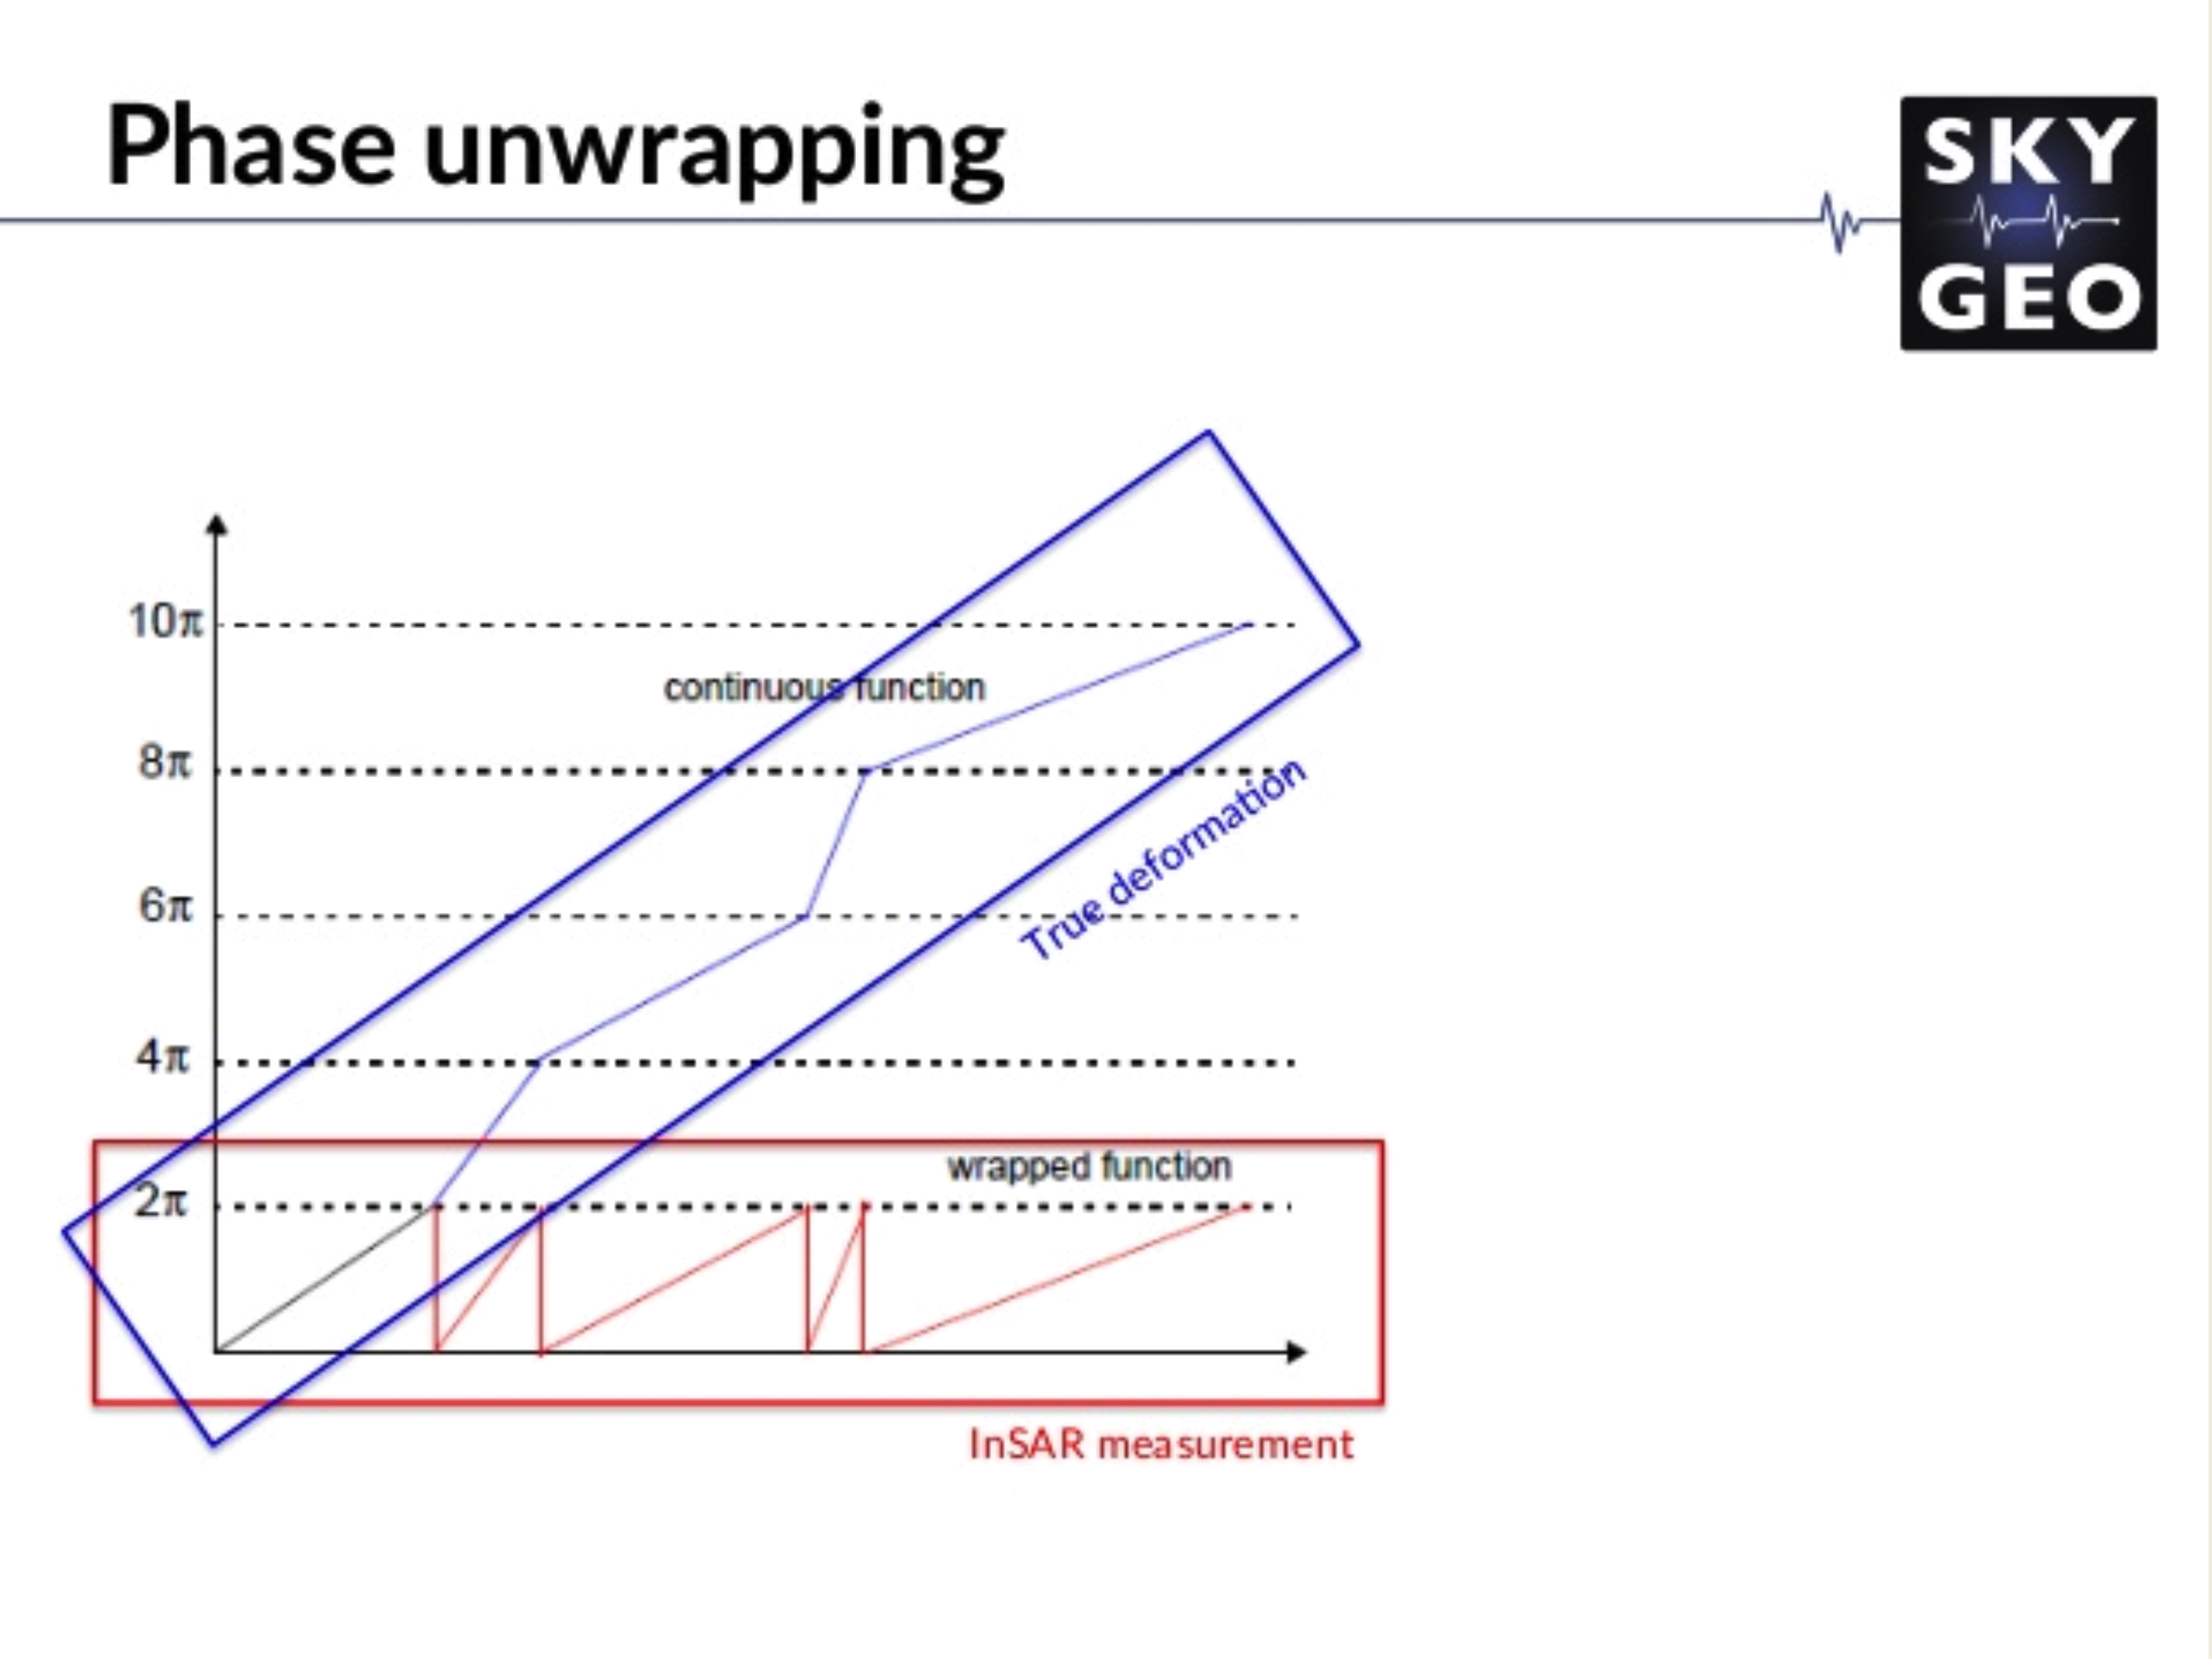 Phase unwrapping
SKY
GEO
10π
continuous function
8π
True deformation
6π
4π
wrapped function
2π
InSAR measurement